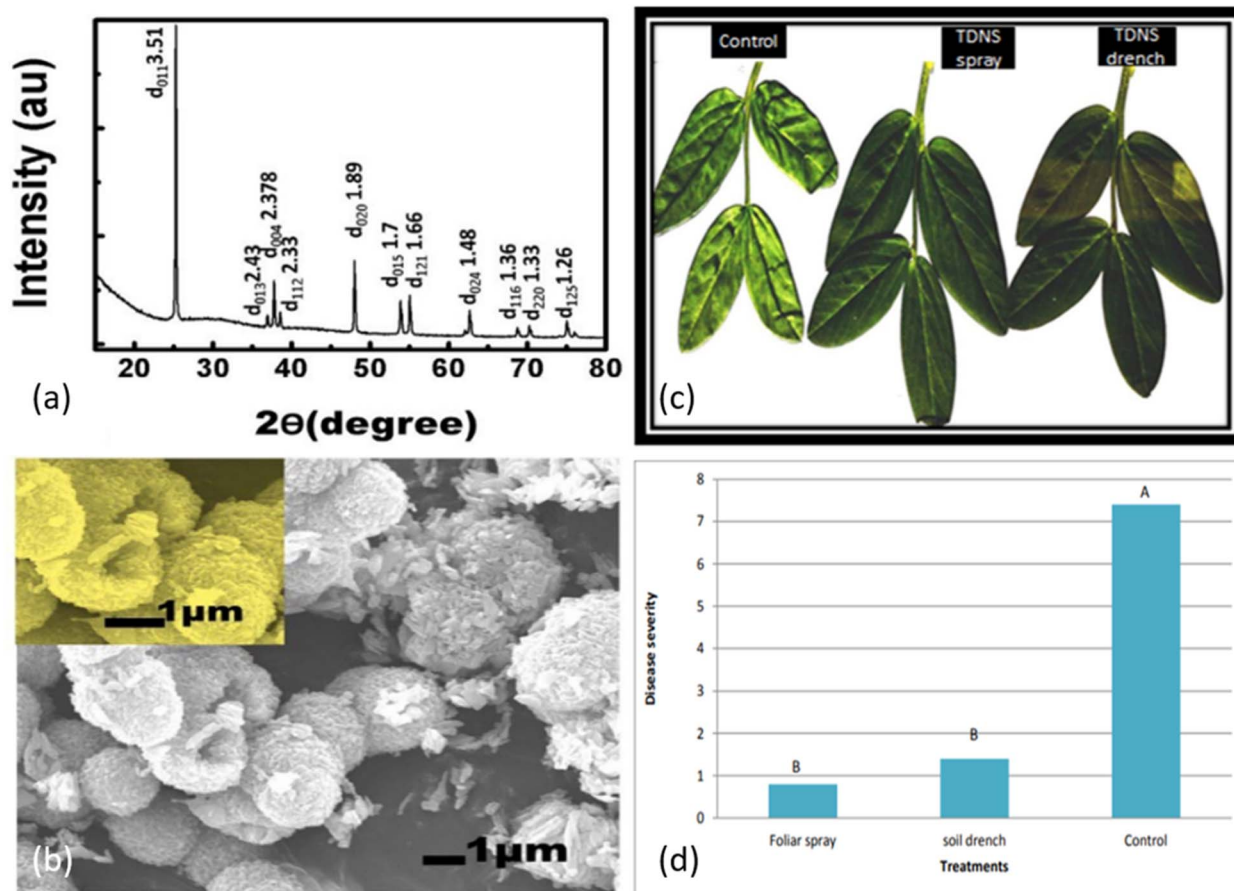 Intensity (au)
d011 3.51
d013 2.43
d004 2.378
d112 2.33
d020 1.89
d015 1.7
d121 1.66
d024 1.48
d116 1.36
d220 1.33
d125 1.26
20 30 40 50 60 70 80
2Θ(degree)
(a)
Control
TDNS
spray
TDNS
drench
(c)
1μm
1μm
(b)
Disease severity
8
7
6
5
4
3
2
1
0
B
B
A
Foliar spray soil drench Control
Treatments
(d)